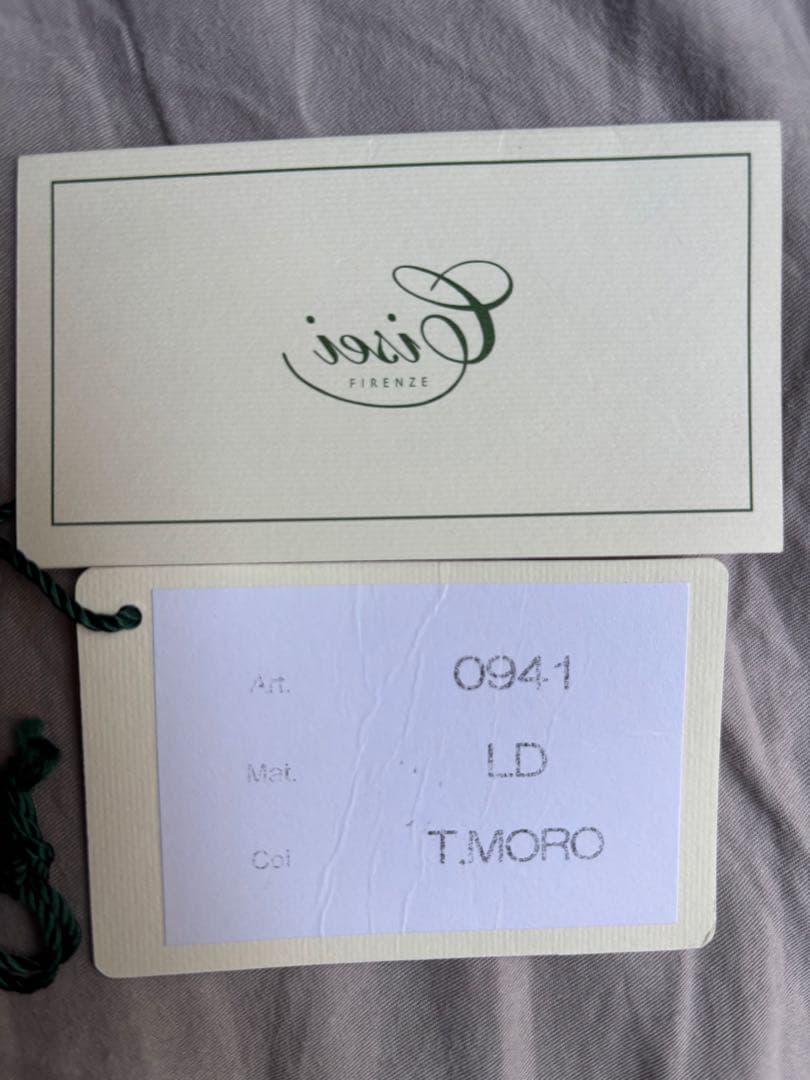 Cisei
FIRENZE
Art. 0941
Mat. LD
Col T.MORO